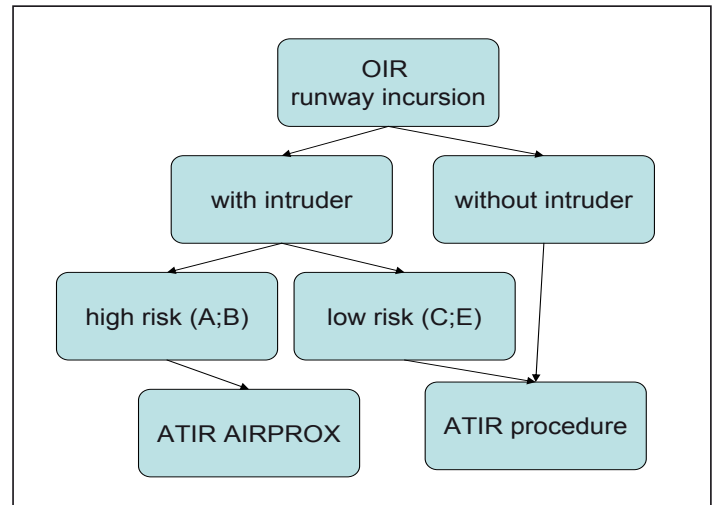 OIR
runway incursion
with intruder
without intruder
high risk (A;B)
low risk (C;E)
ATIR AIRPROX
ATIR procedure